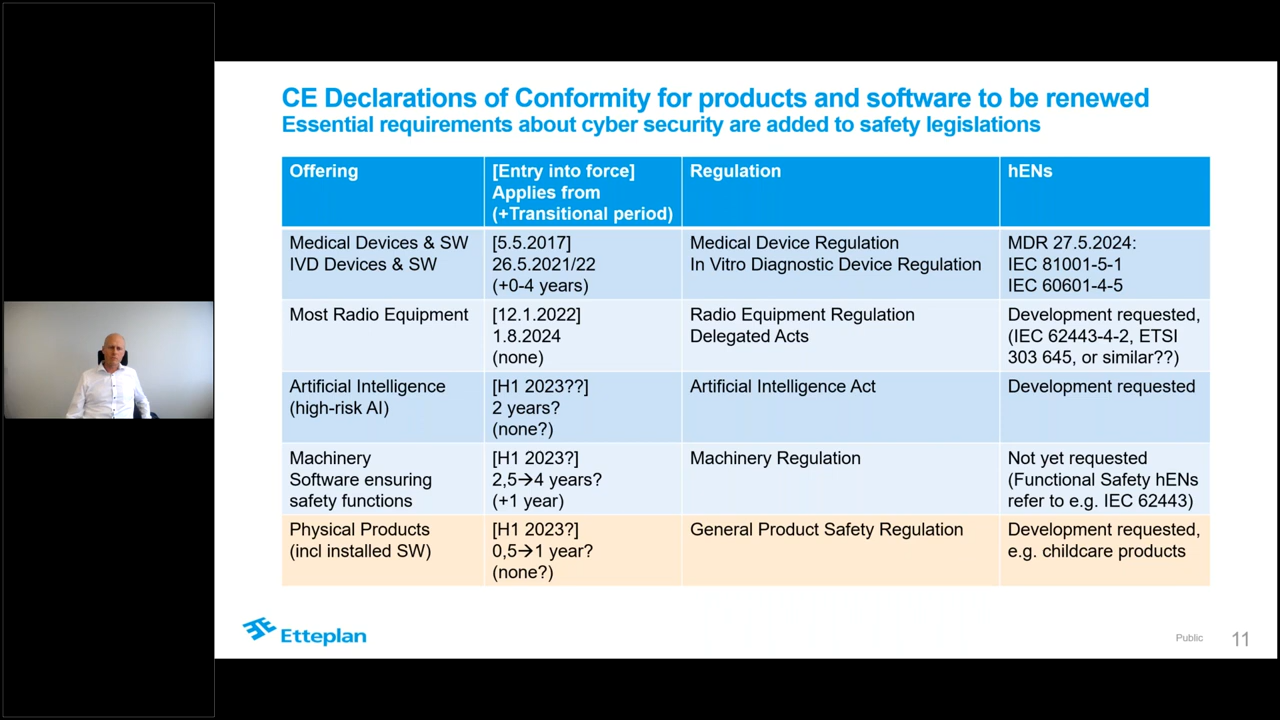 CE Declarations of Conformity for products and software to be renewed
Essential requirements about cyber security are added to safety legislations
Offering
[Entry into force]
Applies from
(+Transitional period)
Regulation
hENs
Medical Devices & SW
IVD Devices & SW
[5.5.2017]
26.5.2021/22
(+0-4 years)
Medical Device Regulation
In Vitro Diagnostic Device Regulation
MDR 27.5.2024:
IEC 81001-5-1
IEC 60601-4-5
Most Radio Equipment
[12.1.2022]
1.8.2024
(none)
Radio Equipment Regulation
Delegated Acts
Development requested,
(IEC 62443-4-2, ETSI
303 645, or similar??)
Artificial Intelligence
(high-risk AI)
[H1 2023??]
2 years?
(none?)
Artificial Intelligence Act
Development requested
Machinery
Software ensuring
safety functions
[H1 2023?]
2,5→4 years?
(+1 year)
Machinery Regulation
Not yet requested
(Functional Safety hENs
refer to e.g. IEC 62443)
Physical Products
(incl installed SW)
[H1 2023?]
0,5→1 year?
(none?)
General Product Safety Regulation
Development requested,
e.g. childcare products
Etteplan
Public
11